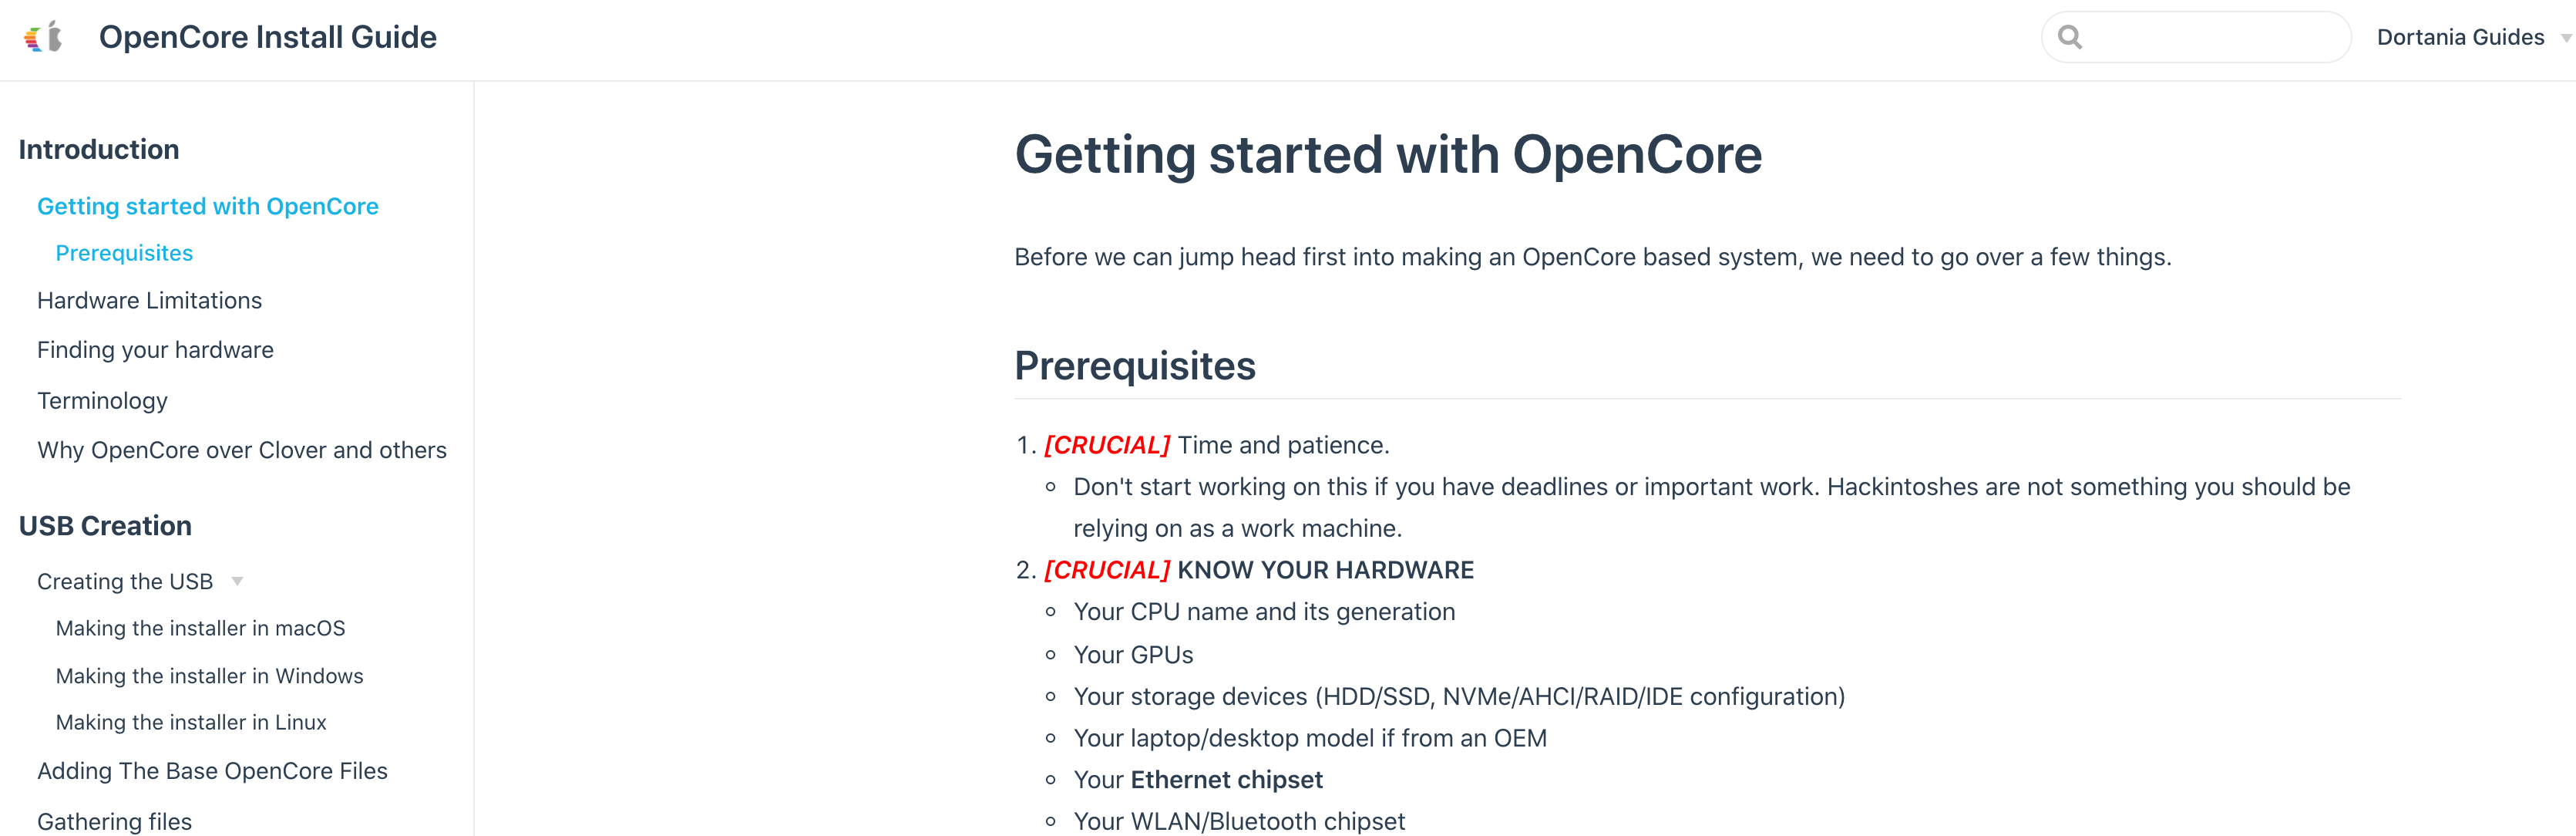 OpenCore Install Guide
Dortania Guides
Introduction
Getting started with OpenCore
Prerequisites
Hardware Limitations
Finding your hardware
Terminology
Why OpenCore over Clover and others
USB Creation
Creating the USB
Making the installer in macOS
Making the installer in Windows
Making the installer in Linux
Adding The Base OpenCore Files
Gathering files
Getting started with OpenCore
Before we can jump head first into making an OpenCore based system, we need to go over a few things.
Prerequisites
1. [CRUCIAL] Time and patience.
Don't start working on this if you have deadlines or important work. Hackintoshes are not something you should be
relying on as a work machine.
2. [CRUCIAL] KNOW YOUR HARDWARE
Your CPU name and its generation
Your GPUs
Your storage devices (HDD/SSD, NVMe/AHCI/RAID/IDE configuration)
Your laptop/desktop model if from an OEM
Your Ethernet chipset
Your WLAN/Bluetooth chipset